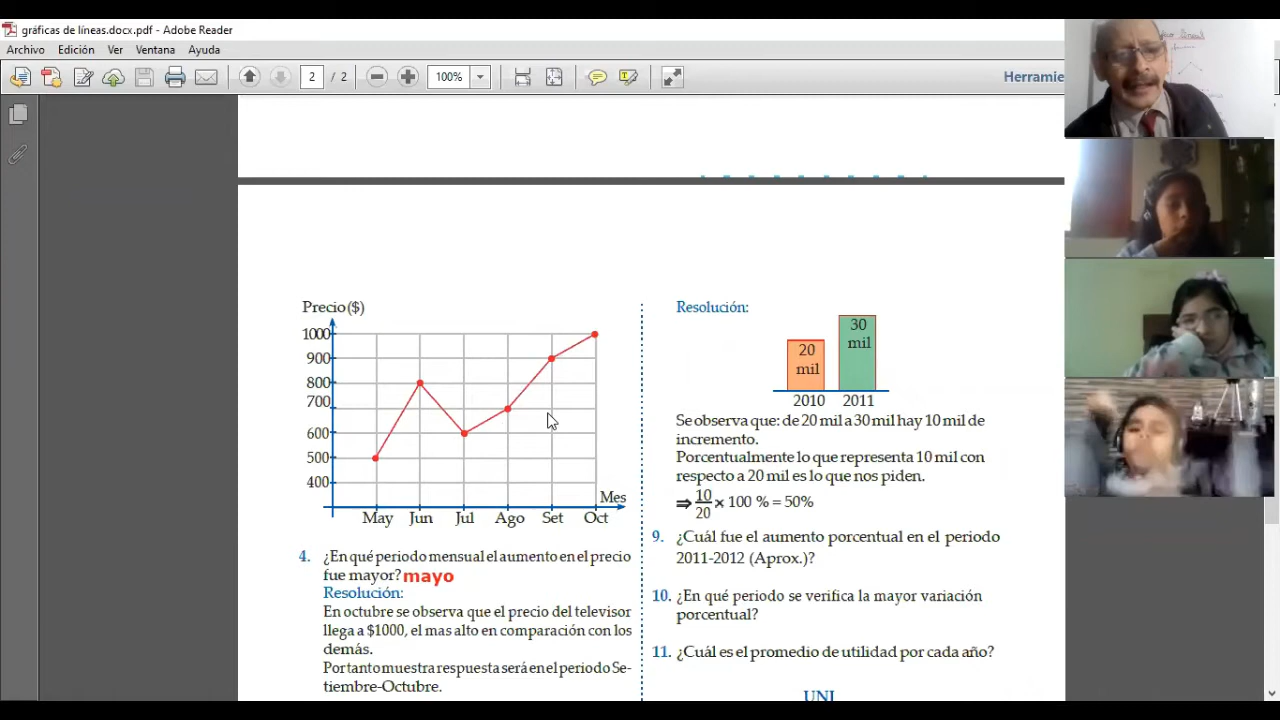 gráficas de líneas.docx.pdf - Adobe Reader
Archivo Edición Ver Ventana Ayuda
2 / 2 100% Herramie
Precio ($)
1000
900
800
700
600
500
400
Mes
May Jun Jul Ago Set Oct
4. ¿En qué periodo mensual el aumento en el precio
fue mayor? mayo
Resolución:
En octubre se observa que el precio del televisor
llega a $1000, el mas alto en comparación con los
demás.
Por tanto muestra respuesta será en el periodo Se-
tiembre-Octubre.
Resolución:
20
mil
30
mil
2010 2011
Se observa que: de 20 mil a 30 mil hay 10 mil de
incremento.
Porcentualmente lo que representa 10 mil con
respecto a 20 mil es lo que nos piden.
⇒ 10/20 × 100 % = 50%
9. ¿Cuál fue el aumento porcentual en el periodo
2011-2012 (Aprox.)?
10. ¿En qué periodo se verifica la mayor variación
porcentual?
11. ¿Cuál es el promedio de utilidad por cada año?
UNI